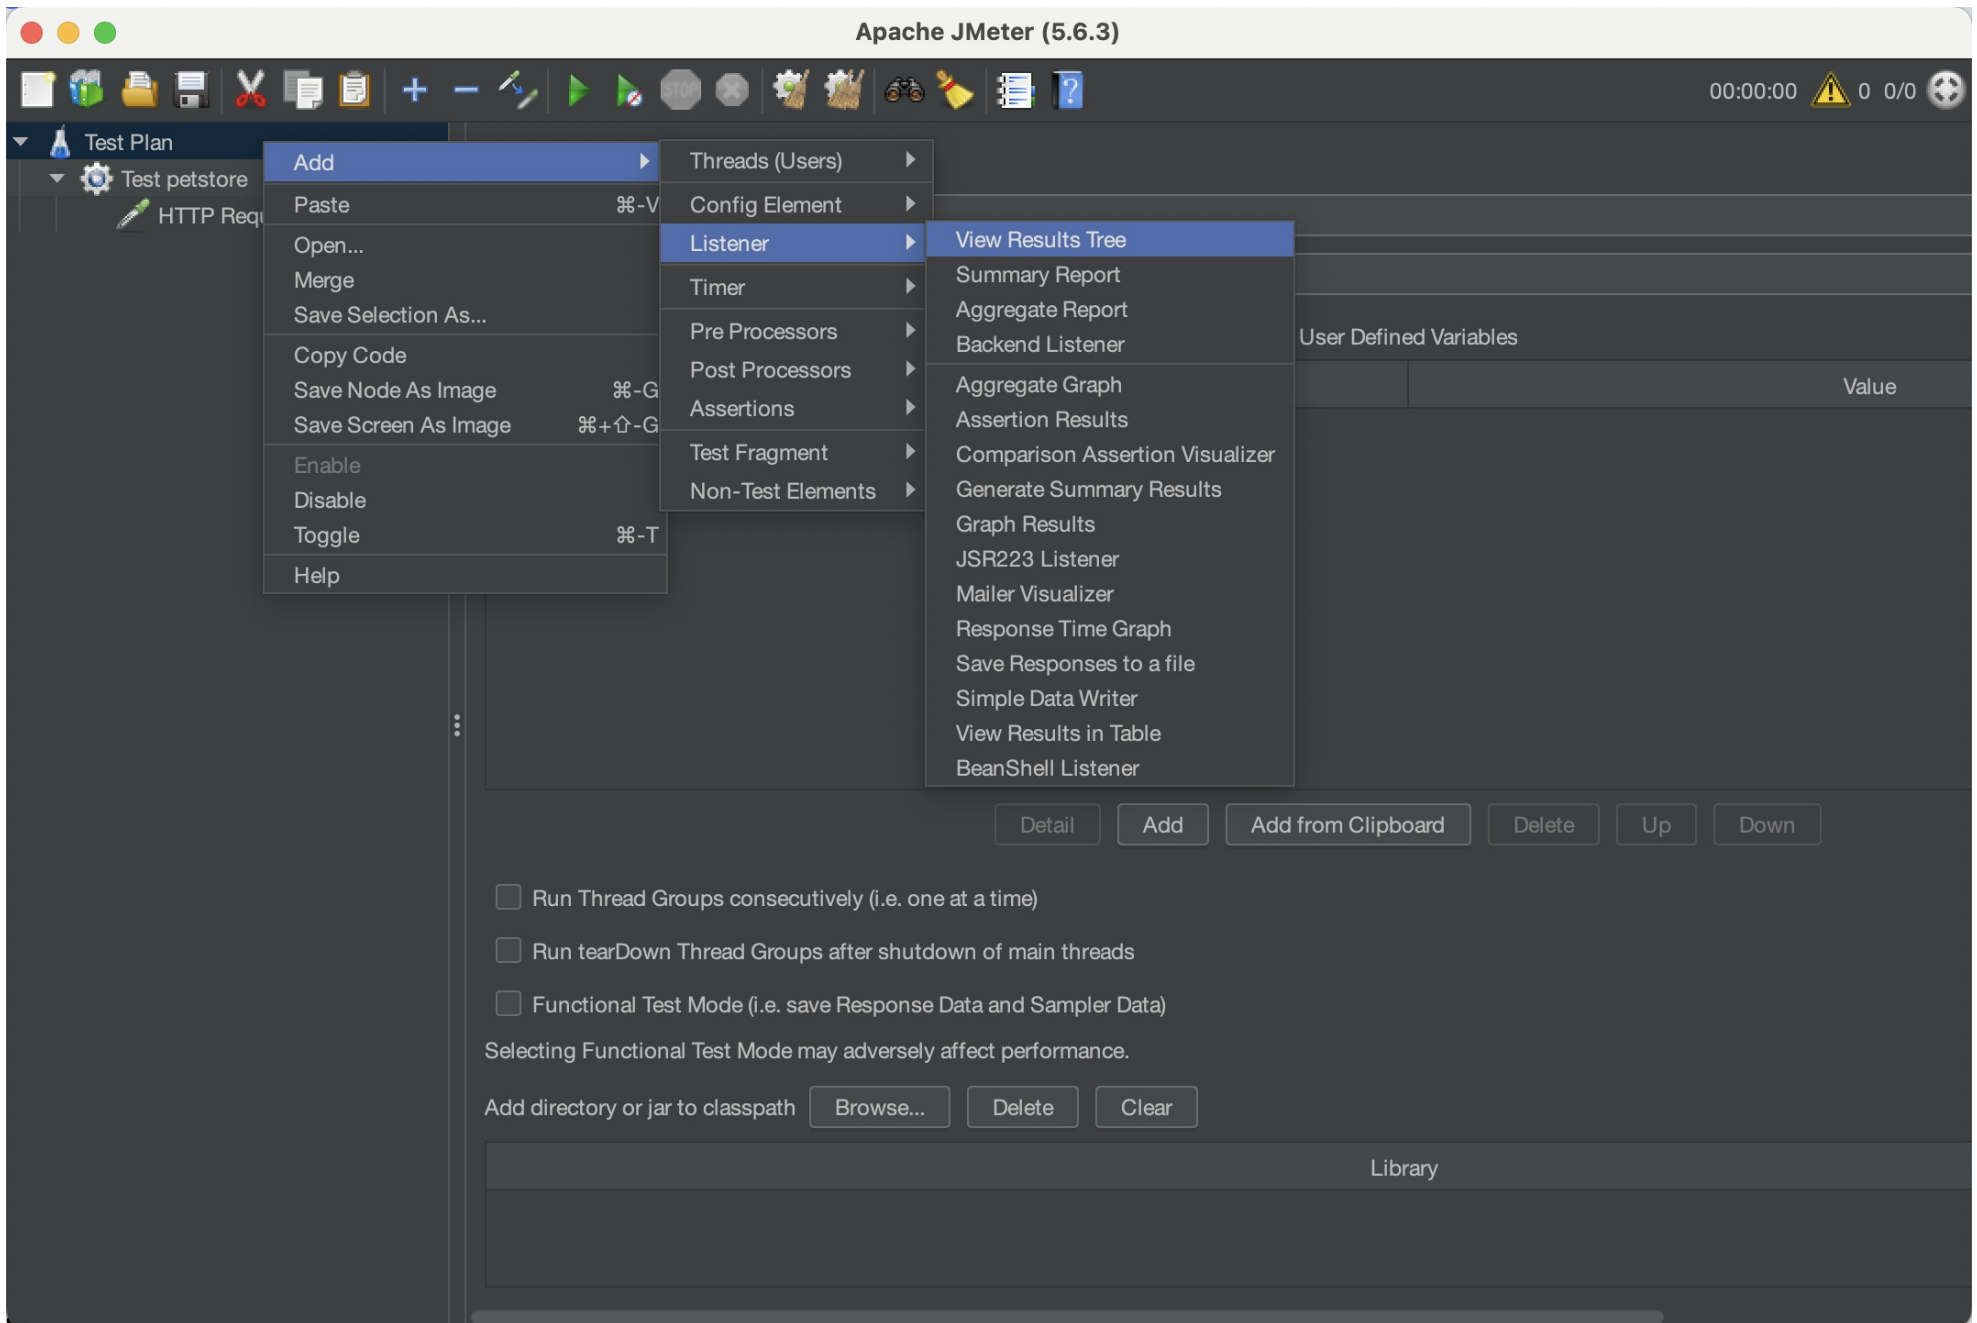 Apache JMeter (5.6.3)
STOP
00:00:00
0
0/0
Test Plan
Test petstore
HTTP Requ
Add
Paste ⌘-V
Open...
Merge
Save Selection As...
Copy Code
Save Node As Image ⌘-G
Save Screen As Image ⌘+⇧-G
Enable
Disable
Toggle ⌘-T
Help
Threads (Users)
Config Element
Listener
Timer
Pre Processors
Post Processors
Assertions
Test Fragment
Non-Test Elements
View Results Tree
Summary Report
Aggregate Report
Backend Listener
Aggregate Graph
Assertion Results
Comparison Assertion Visualizer
Generate Summary Results
Graph Results
JSR223 Listener
Mailer Visualizer
Response Time Graph
Save Responses to a file
Simple Data Writer
View Results in Table
BeanShell Listener
User Defined Variables
Value
Detail
Add
Add from Clipboard
Delete
Up
Down
Run Thread Groups consecutively (i.e. one at a time)
Run tearDown Thread Groups after shutdown of main threads
Functional Test Mode (i.e. save Response Data and Sampler Data)
Selecting Functional Test Mode may adversely affect performance.
Add directory or jar to classpath
Browse...
Delete
Clear
Library